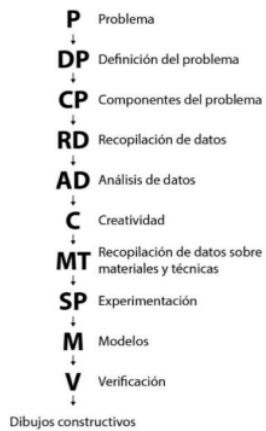 P Problema
DP Definición del problema
CP Componentes del problema
RD Recopilación de datos
AD Análisis de datos
C Creatividad
MT Recopilación de datos sobre
materiales y técnicas
SP Experimentación
M Modelos
V Verificación
Dibujos constructivos